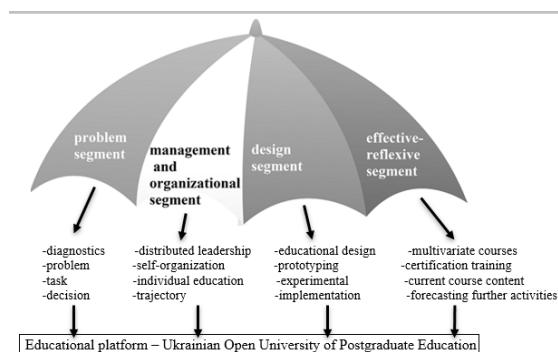 problem
segment
management
and
organizational
segment
design
segment
effective-
reflexive
segment
-diagnostics
-problem
-task
-decision
-distributed leadership
-self-organization
-individual education
-trajectory
-educational design
-prototyping
-experimental
-implementation
-multivariate courses
-certification training
-current course content
-forecasting further activities
Educational platform – Ukrainian Open University of Postgraduate Education